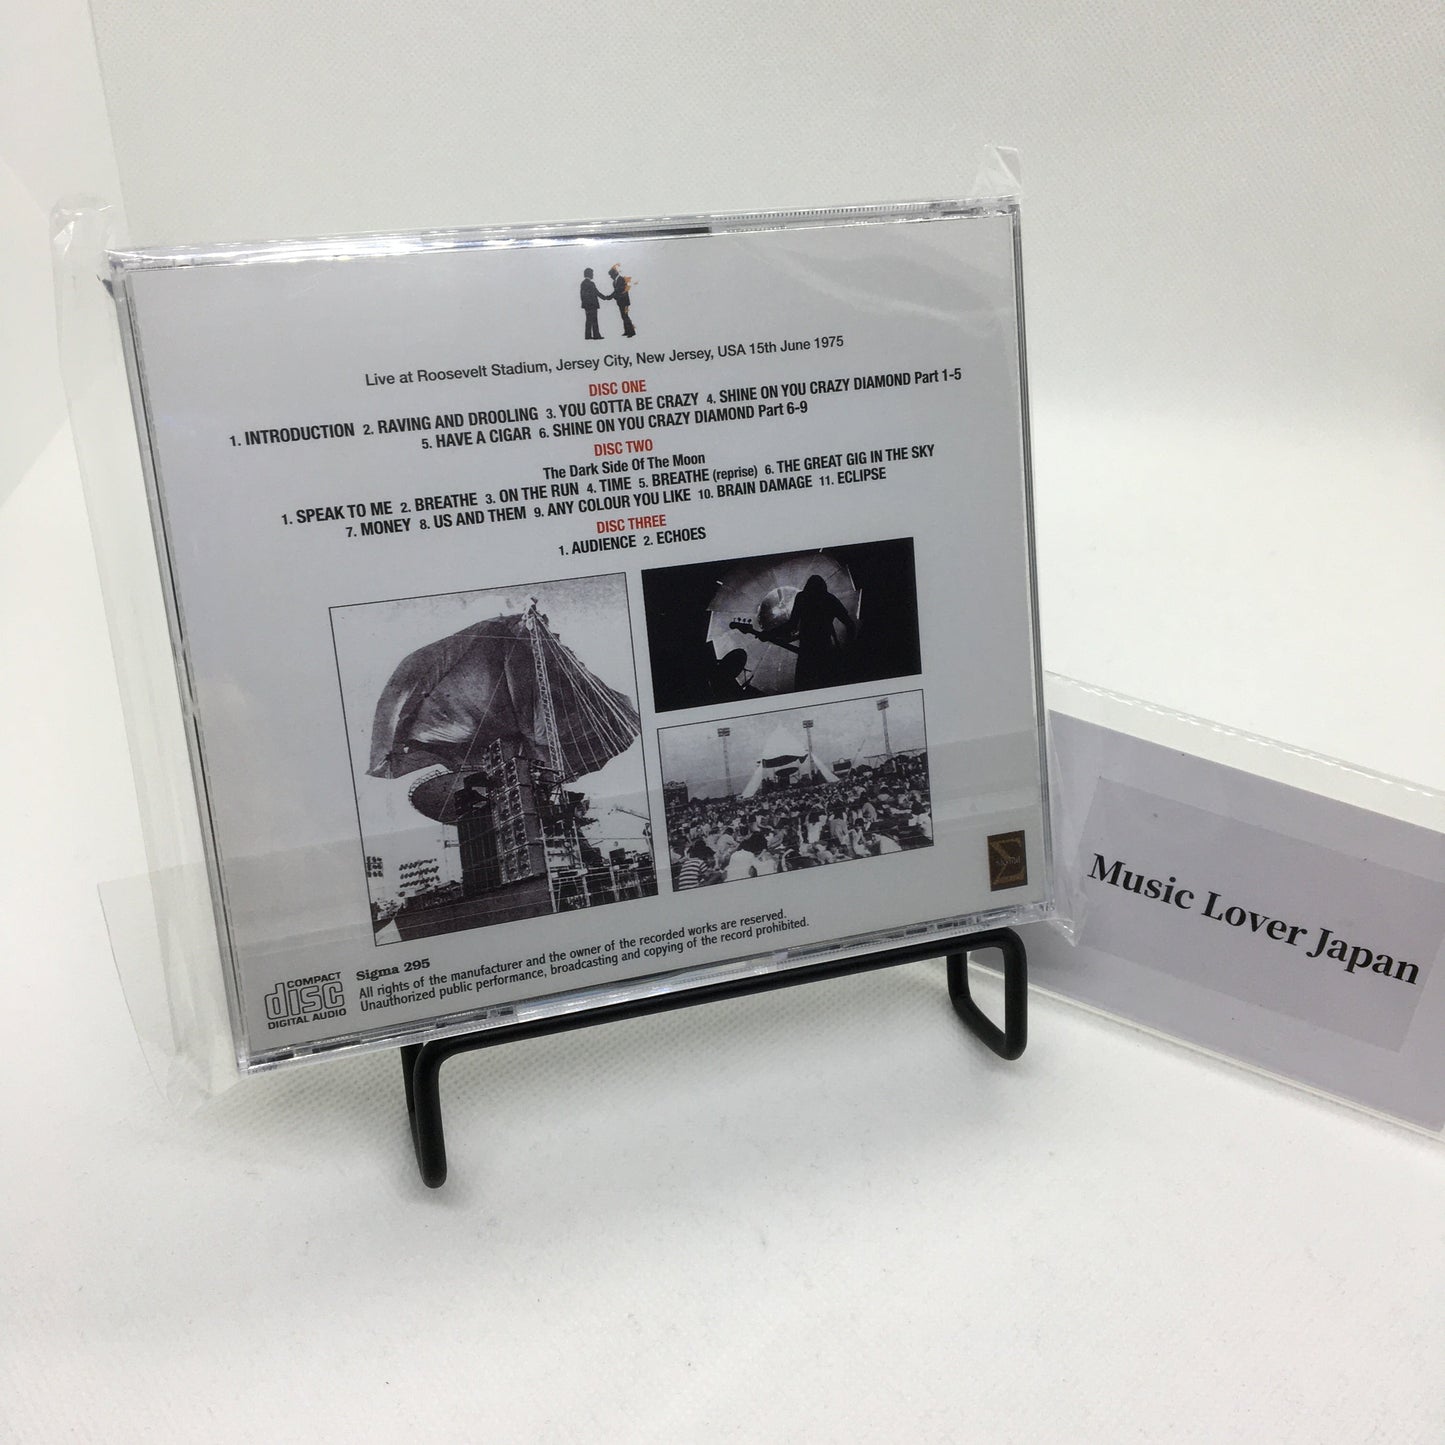 Live at Roosevelt Stadium, Jersey City, New Jersey, USA 15th June 1975
DISC ONE
1. INTRODUCTION 2. RAVING AND DROOLING 3. YOU GOTTA BE CRAZY 4. SHINE ON YOU CRAZY DIAMOND Part 1-5
5. HAVE A CIGAR 6. SHINE ON YOU CRAZY DIAMOND Part 6-9
DISC TWO
The Dark Side Of The Moon
1. SPEAK TO ME 2. BREATHE 3. ON THE RUN 4. TIME 5. BREATHE (reprise) 6. THE GREAT GIG IN THE SKY
7. MONEY 8. US AND THEM 9. ANY COLOUR YOU LIKE 10. BRAIN DAMAGE 11. ECLIPSE
DISC THREE
1. AUDIENCE 2. ECHOES
COMPACT
disc
DIGITAL AUDIO
Sigma 295
All rights of the manufacturer and the owner of the recorded works are reserved.
Unauthorized public performance, broadcasting and copying of the record prohibited.
Music Lover Japan